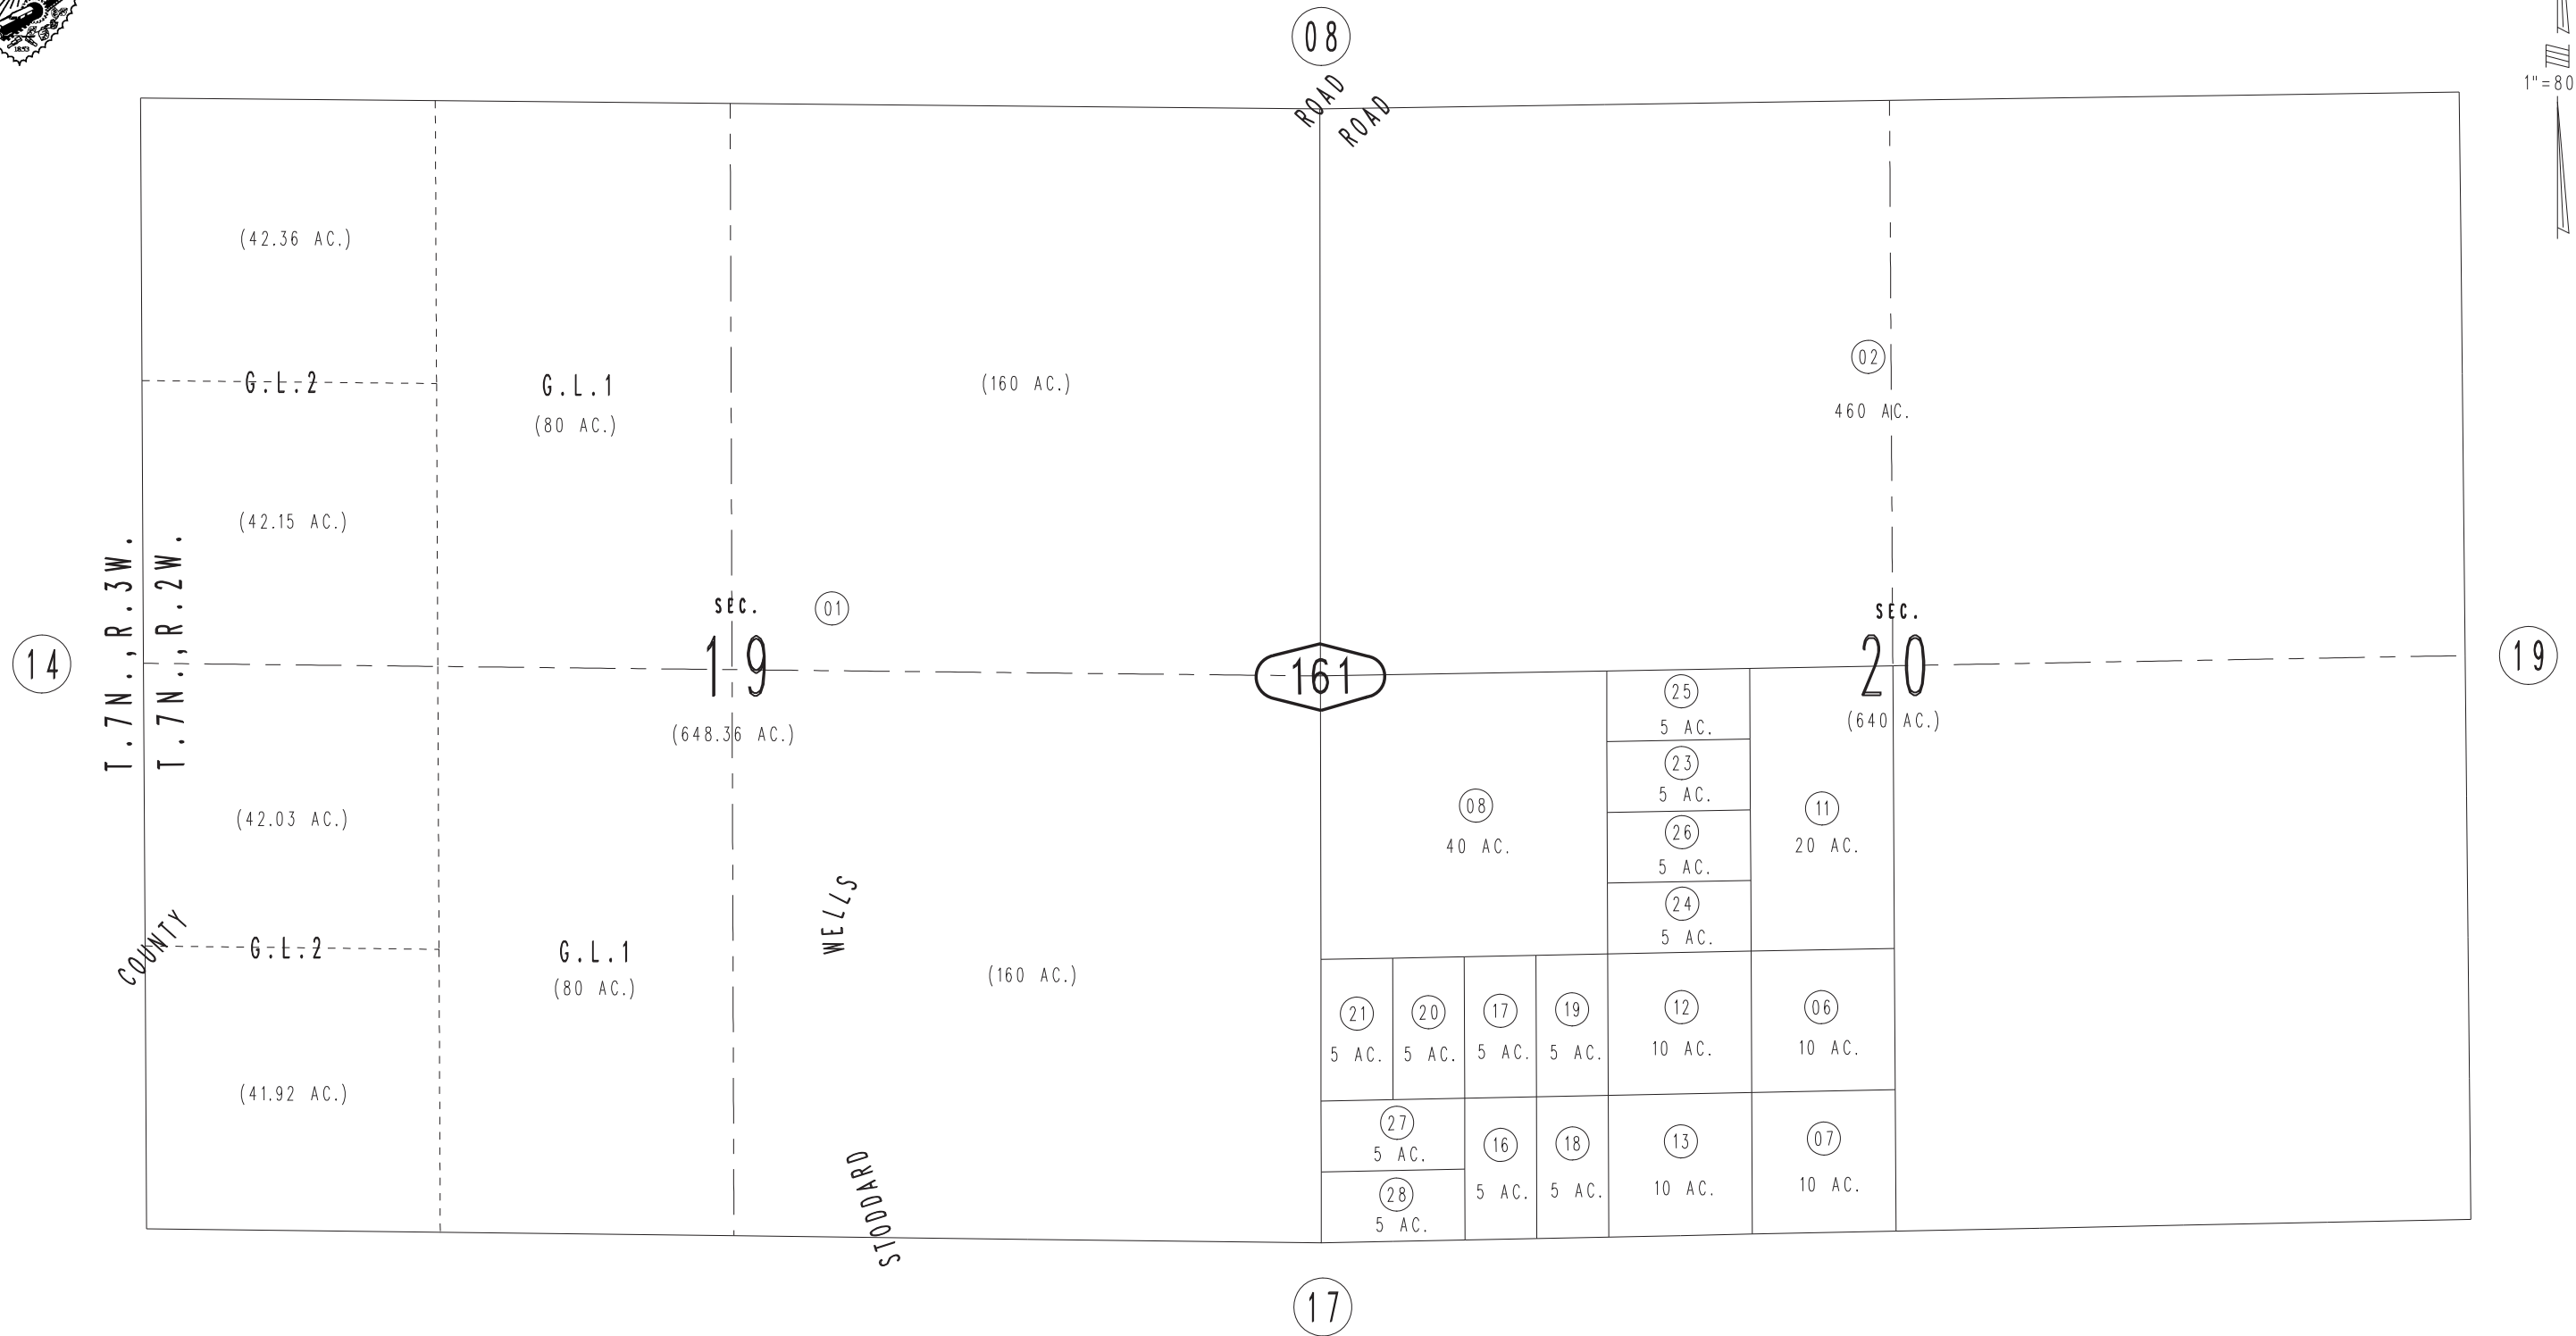 1853
08
ROAD
ROAD
1"=80
(42.36 AC.)
G.L.2
G.L.1
(80 AC.)
(160 AC.)
02
460 AC.
(42.15 AC.)
T.7N.,R.3W.
T.7N.,R.2W.
SEC.
19
01
(648.36 AC.)
14
161
SEC.
20
(640 AC.)
19
25
5 AC.
23
5 AC.
08
40 AC.
26
5 AC.
11
20 AC.
24
5 AC.
(42.03 AC.)
COUNTY
G.L.2
G.L.1
(80 AC.)
WELLS
(160 AC.)
21
5 AC.
20
5 AC.
17
5 AC.
19
5 AC.
12
10 AC.
06
10 AC.
(41.92 AC.)
STODDARD
27
5 AC.
28
5 AC.
16
5 AC.
18
5 AC.
13
10 AC.
07
10 AC.
17